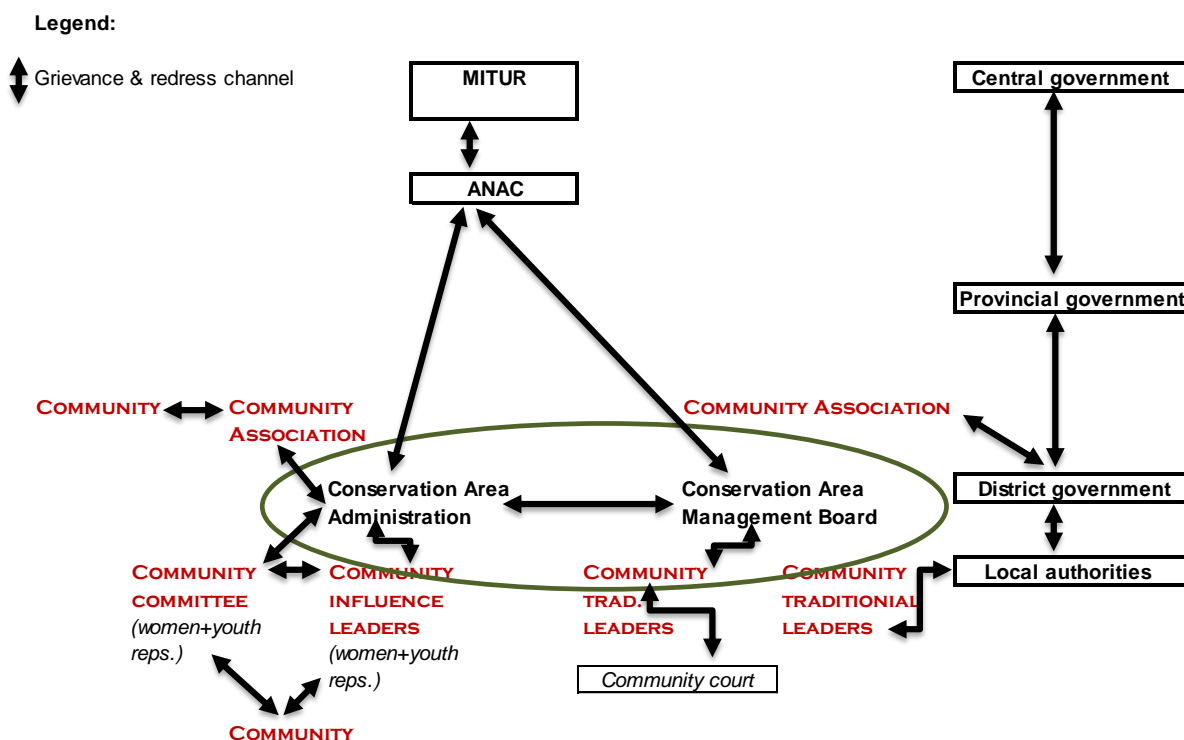 Legend:
Grievance & redress channel
MITUR
Central government
ANAC
Provincial government
COMMUNITY
COMMUNITY
ASSOCIATION
COMMUNITY ASSOCIATION
Conservation Area
Administration
Conservation Area
Management Board
District government
COMMUNITY
COMMITTEE
(women+youth
reps.)
COMMUNITY
INFLUENCE
LEADERS
(women+youth
reps.)
COMMUNITY
TRAD.
LEADERS
COMMUNITY
TRADITIONIAL
LEADERS
Local authorities
Community court
COMMUNITY